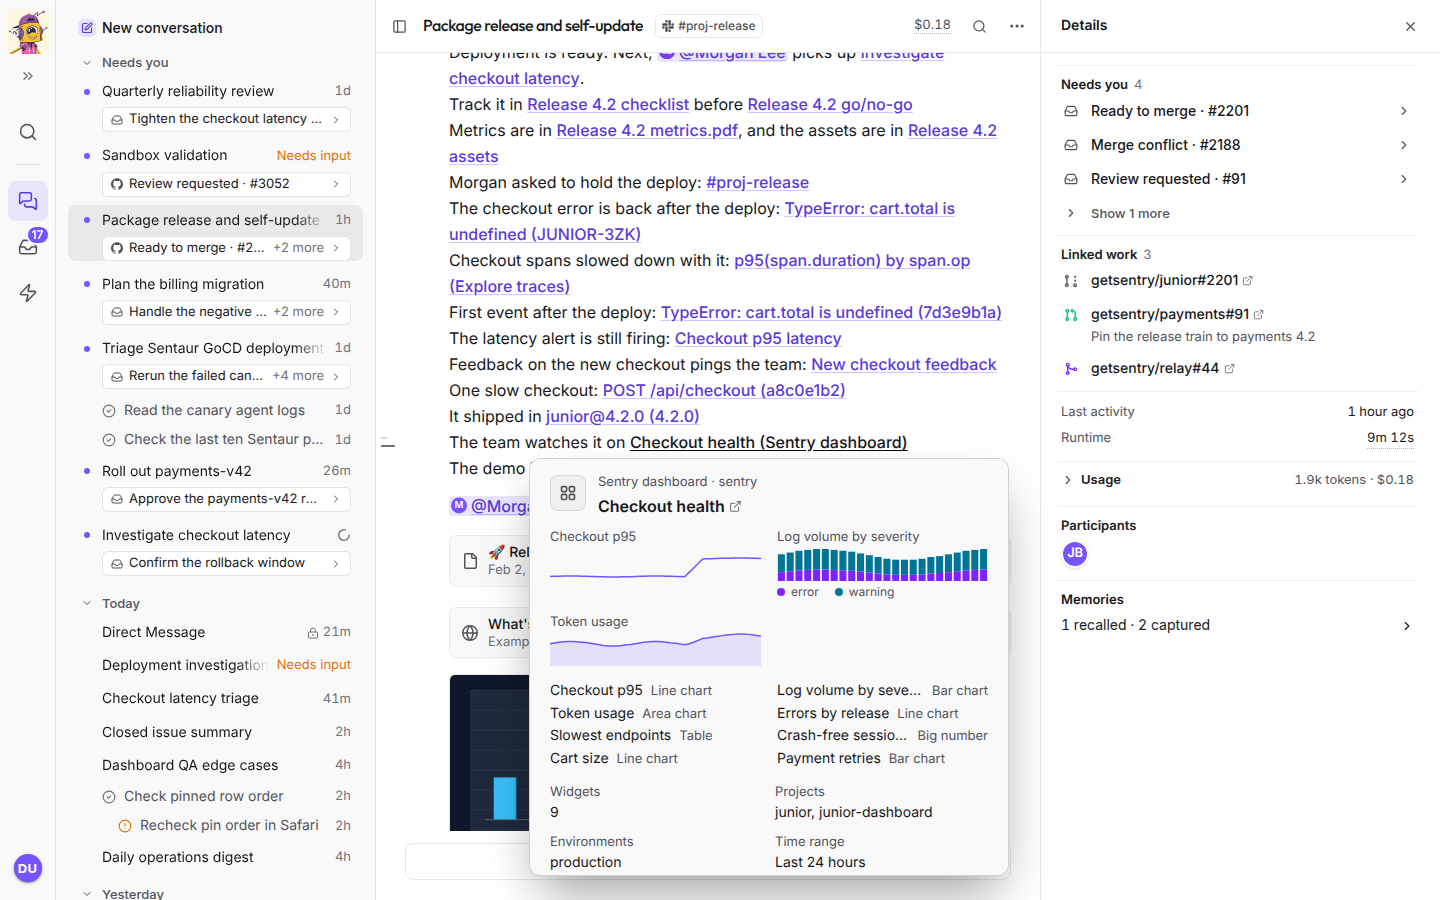 New conversation
Needs you
Quarterly reliability review 1d
Tighten the checkout latency ...
Sandbox validation Needs input
Review requested · #3052
Package release and self-update 1h
Ready to merge · #2... +2 more
Plan the billing migration 40m
Handle the negative ... +2 more
Triage Sentaur GoCD deployment 1d
Rerun the failed can... +4 more
Read the canary agent logs 1d
Check the last ten Sentaur p... 1d
Roll out payments-v42 26m
Approve the payments-v42 r...
Investigate checkout latency
Confirm the rollback window
Today
Direct Message 21m
Deployment investigation Needs input
Checkout latency triage 41m
Closed issue summary 2h
Dashboard QA edge cases 4h
Check pinned row order 2h
Recheck pin order in Safari 2h
Daily operations digest 4h
Yesterday
17
DU
Package release and self-update #proj-release $0.18
Deployment is ready. Next, @Morgan Lee picks up investigate
checkout latency.
Track it in Release 4.2 checklist before Release 4.2 go/no-go
Metrics are in Release 4.2 metrics.pdf, and the assets are in Release 4.2
assets
Morgan asked to hold the deploy: #proj-release
The checkout error is back after the deploy: TypeError: cart.total is
undefined (JUNIOR-3ZK)
Checkout spans slowed down with it: p95(span.duration) by span.op
(Explore traces)
First event after the deploy: TypeError: cart.total is undefined (7d3e9b1a)
The latency alert is still firing: Checkout p95 latency
Feedback on the new checkout pings the team: New checkout feedback
One slow checkout: POST /api/checkout (a8c0e1b2)
It shipped in junior@4.2.0 (4.2.0)
The team watches it on Checkout health (Sentry dashboard)
The demo
M @Morga
🚀 Rel
Feb 2,
What's
Examp
Sentry dashboard · sentry
Checkout health
Checkout p95 Log volume by severity
error warning
Token usage
Checkout p95 Line chart Log volume by seve... Bar chart
Token usage Area chart Errors by release Line chart
Slowest endpoints Table Crash-free sessio... Big number
Cart size Line chart Payment retries Bar chart
Widgets Projects
9 junior, junior-dashboard
Environments Time range
production Last 24 hours
Details
Needs you 4
Ready to merge · #2201
Merge conflict · #2188
Review requested · #91
Show 1 more
Linked work 3
getsentry/junior#2201
getsentry/payments#91
Pin the release train to payments 4.2
getsentry/relay#44
Last activity 1 hour ago
Runtime 9m 12s
Usage 1.9k tokens · $0.18
Participants
JB
Memories
1 recalled · 2 captured